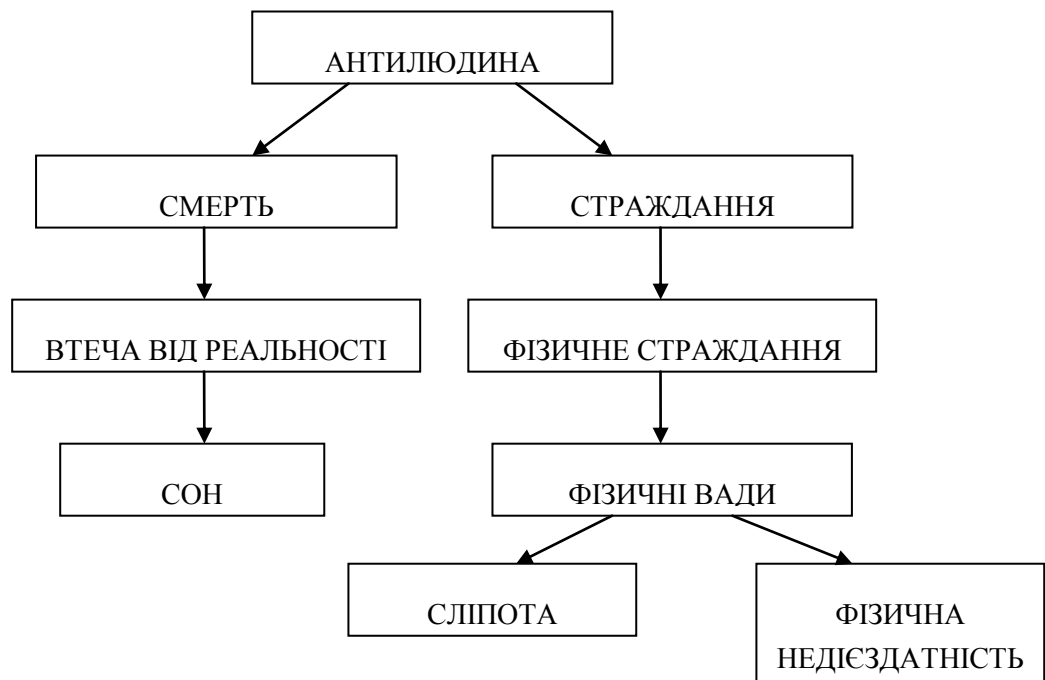 АНТИЛЮДИНА
СМЕРТЬ
СТРАЖДАННЯ
ВТЕЧА ВІД РЕАЛЬНОСТІ
ФІЗИЧНЕ СТРАЖДАННЯ
СОН
ФІЗИЧНІ ВАДИ
СЛІПОТА
ФІЗИЧНА
НЕДІЄЗДАТНІСТЬ